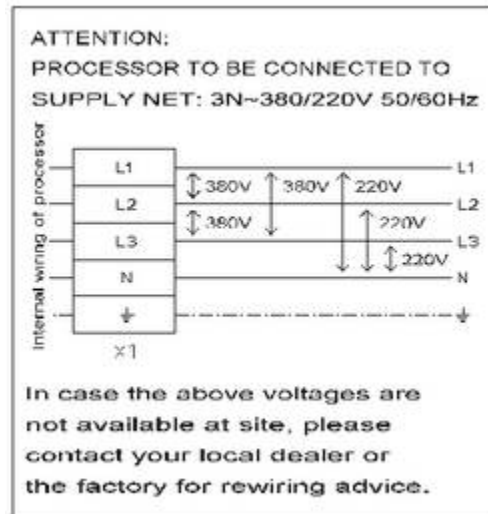 ATTENTION:
PROCESSOR TO BE CONNECTED TO
SUPPLY NET: 3N~380/220V 50/60Hz
Internal wiring of processor
L1 380V 380V 220V L1
L2 380V 220V L2
L3 220V L3
N N
×1
In case the above voltages are
not available at site, please
contact your local dealer or
the factory for rewiring advice.